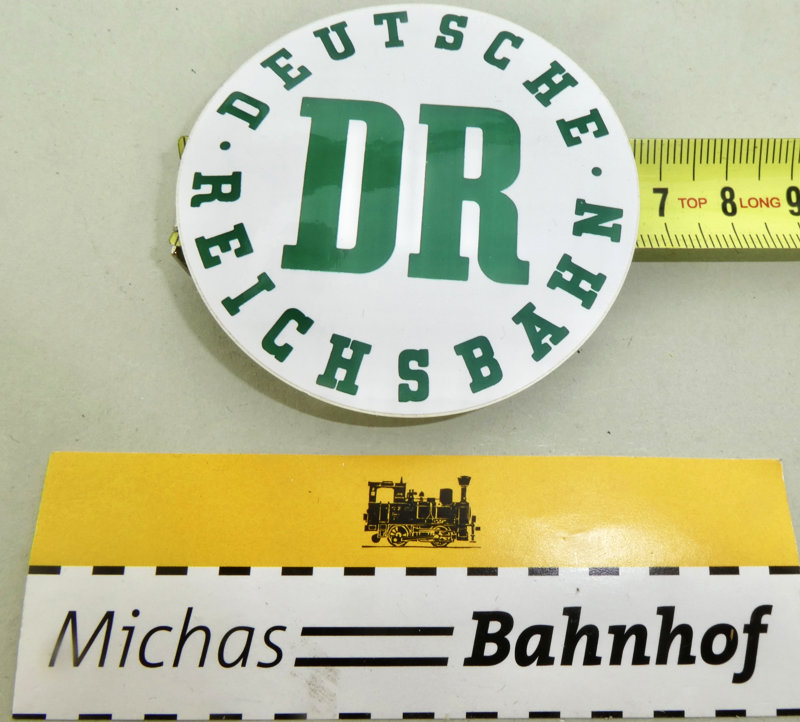 · DEUTSCHE ·
DR
REICHSBAHN
7 TOP 8 LONG 9
Michas Bahnhof